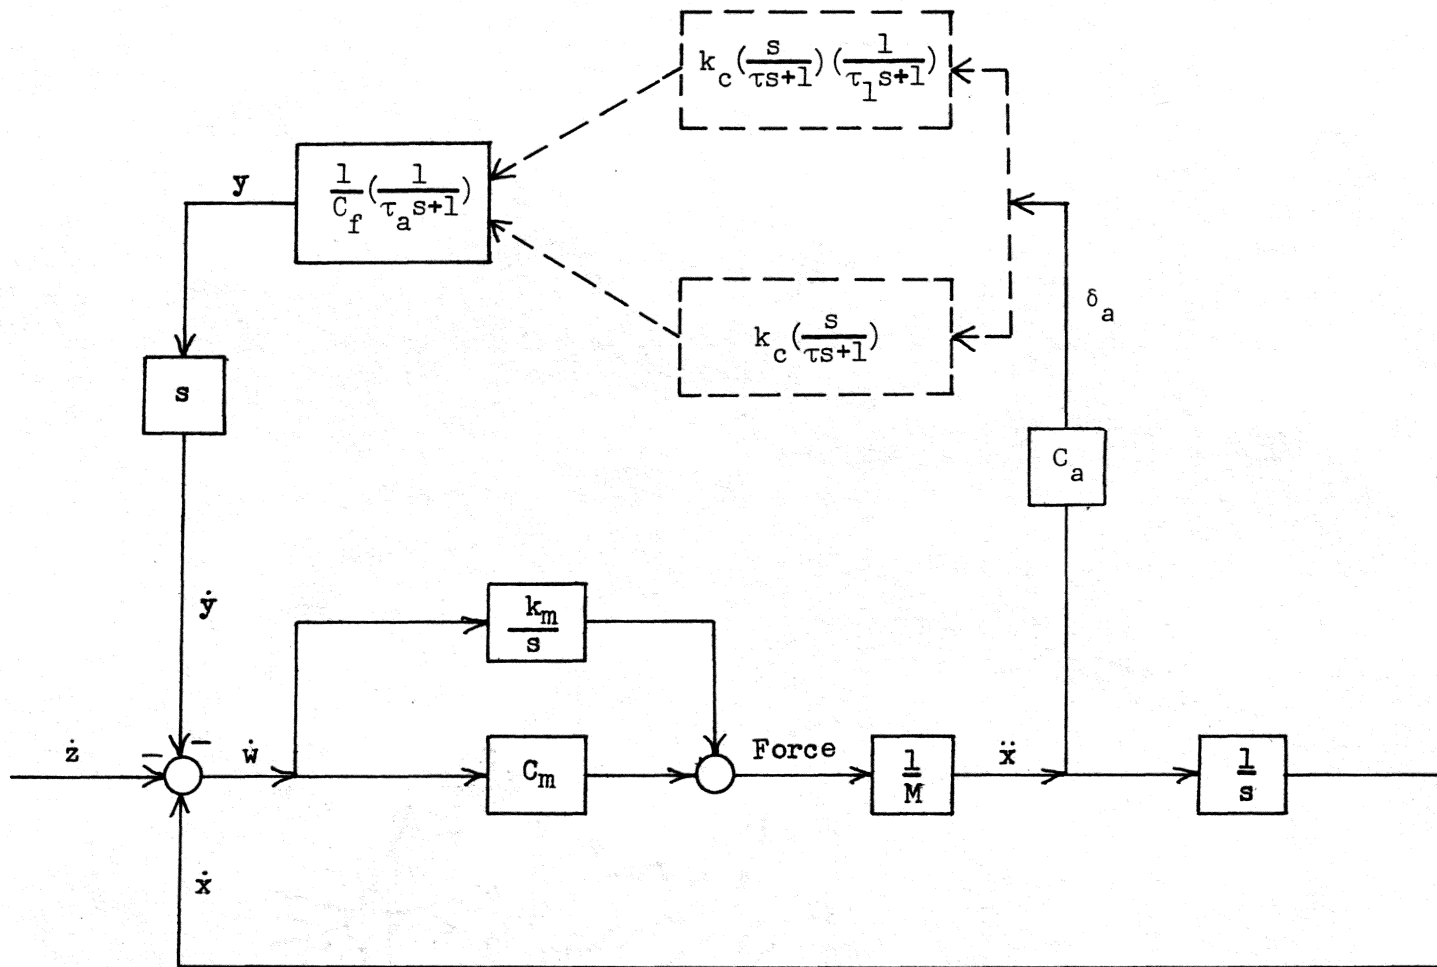 k_c(s/(τs+1))(1/(τ_1s+1))
1/C_f(1/(τ_as+1))
y
k_c(s/(τs+1))
δ_a
s
C_a
ẏ
k_m/s
ż
−
−
ẇ
C_m
Force
1/M
ẍ
1/s
ẋ